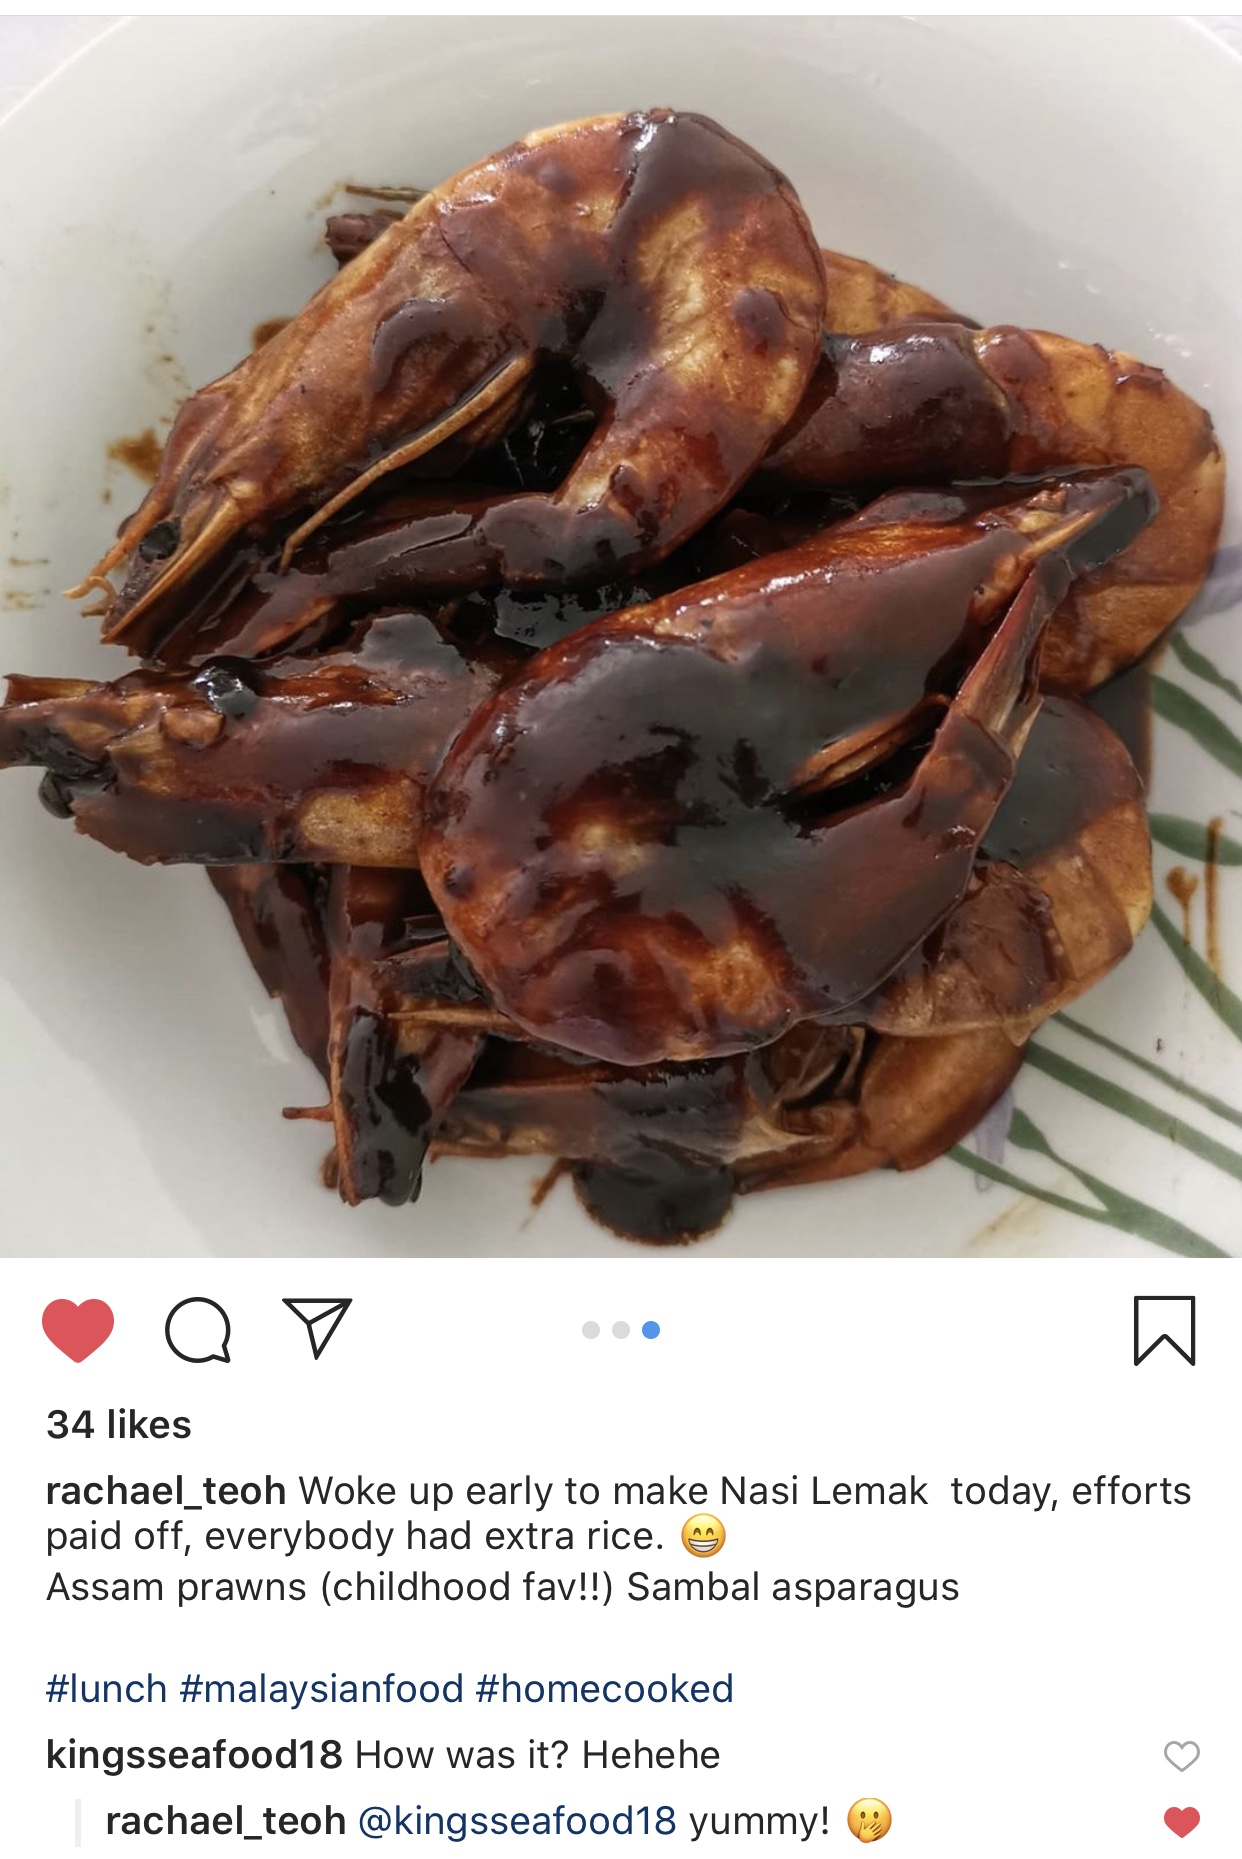 34 likes
rachael_teoh Woke up early to make Nasi Lemak  today, efforts
paid off, everybody had extra rice. 😁
Assam prawns (childhood fav!!) Sambal asparagus
#lunch #malaysianfood #homecooked
kingsseafood18 How was it? Hehehe
rachael_teoh @kingsseafood18 yummy! 🤭